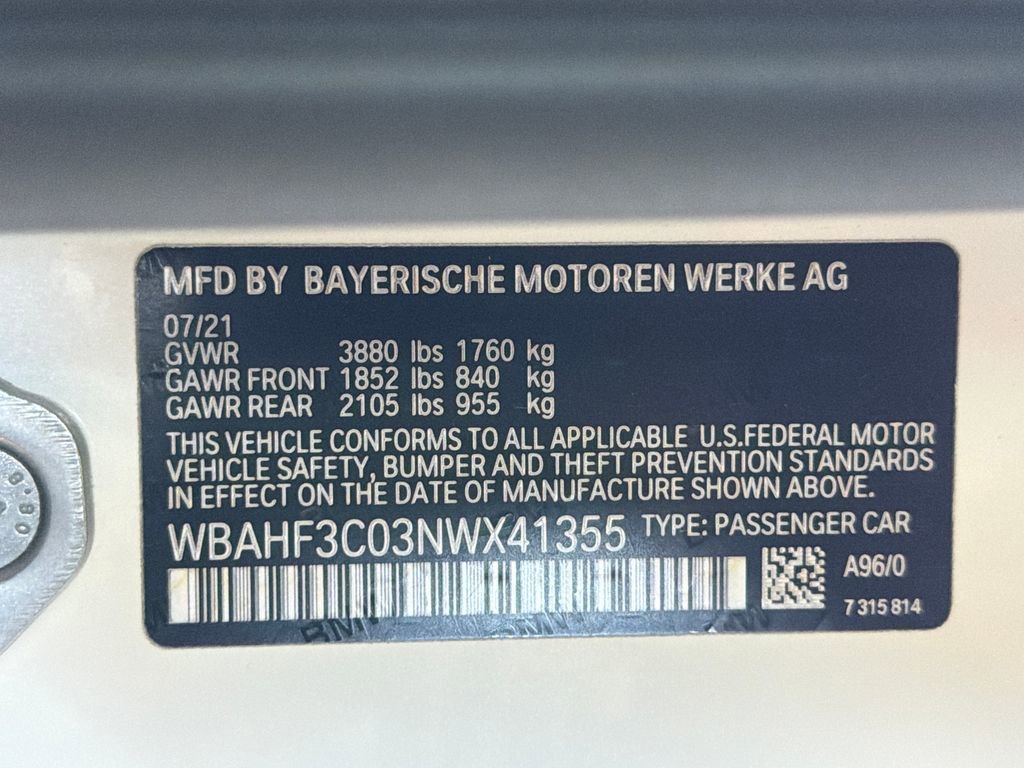 MFD BY BAYERISCHE MOTOREN WERKE AG
07/21
GVWR 3880 lbs 1760 kg
GAWR FRONT 1852 lbs 840 kg
GAWR REAR 2105 lbs 955 kg
THIS VEHICLE CONFORMS TO ALL APPLICABLE U.S.FEDERAL MOTOR
VEHICLE SAFETY, BUMPER AND THEFT PREVENTION STANDARDS
IN EFFECT ON THE DATE OF MANUFACTURE SHOWN ABOVE.
WBAHF3C03NWX41355 TYPE: PASSENGER CAR
A96/0
7 315 814
BMW BMW BMW